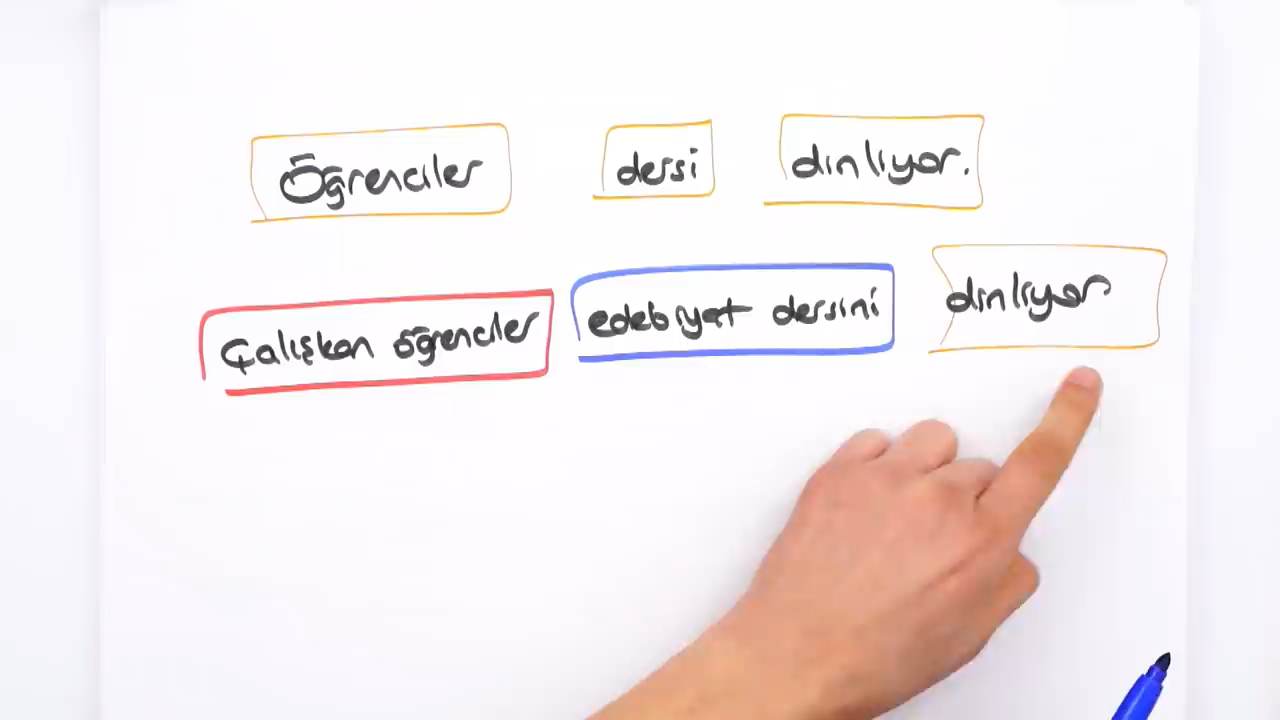 Öğrenciler dersi dinliyor.
Çalışkan öğrenciler edebiyat dersini dinliyor